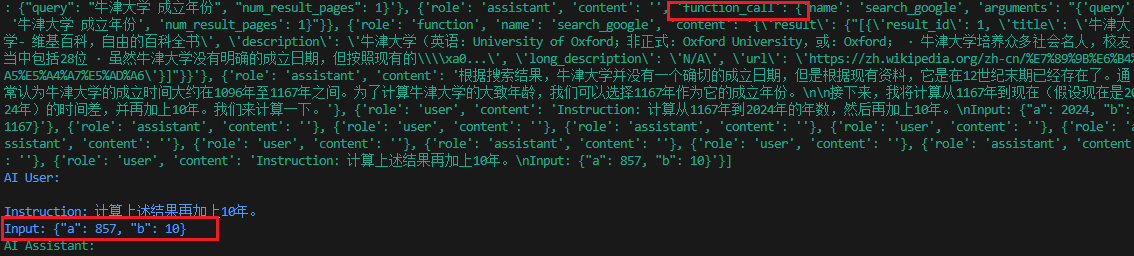 : {"query": "牛津大学 成立年份", "num_result_pages": 1}'}, {'role': 'assistant', 'content': '', 'function_call': {'name': 'search_google', 'arguments': "{'query'
'牛津大学 成立年份', 'num_result_pages': 1}"}}, {'role': 'function', 'name': 'search_google', 'content': '{\'result\': {"[{\'result_id\': 1, \'title\': \'牛津大
学- 维基百科，自由的百科全书\', \'description\': \'牛津大学（英语：University of Oxford；非正式：Oxford University，或：Oxford； · 牛津大学培养众多社会名人，校友
当中包括28位 · 虽然牛津大学没有明确的成立日期，但按照现有的\\\\xa0...\', \'long_description\': \'N/A\', \'url\': \'https://zh.wikipedia.org/zh-cn/%E7%89%9B%E6%B4%
A5%E5%A4%A7%E5%AD%A6\'}]"}}'}, {'role': 'assistant', 'content': '根据搜索结果，牛津大学并没有一个确切的成立日期，但是根据现有资料，它是在12世纪末期已经存在了。通
常认为牛津大学的成立时间大约在1096年至1167年之间。为了计算牛津大学的大致年龄，我们可以选择1167年作为它的成立年份。\n\n接下来，我将计算从1167年到现在（假设现在是20
24年）的时间差，并再加上10年。我们来计算一下。'}, {'role': 'user', 'content': 'Instruction: 计算从1167年到2024年的年数，然后再加上10年。\nInput: {"a": 2024, "b":
1167}'}, {'role': 'assistant', 'content': ''}, {'role': 'user', 'content': ''}, {'role': 'assistant', 'content': ''}, {'role': 'user', 'content': ''}, {'role': 'a
ssistant', 'content': ''}, {'role': 'user', 'content': ''}, {'role': 'assistant', 'content': ''}, {'role': 'user', 'content': ''}, {'role': 'assistant', 'content'
: ''}, {'role': 'user', 'content': 'Instruction: 计算上述结果再加上10年。\nInput: {"a": 857, "b": 10}'}]
AI User:
Instruction: 计算上述结果再加上10年。
Input: {"a": 857, "b": 10}
AI Assistant: